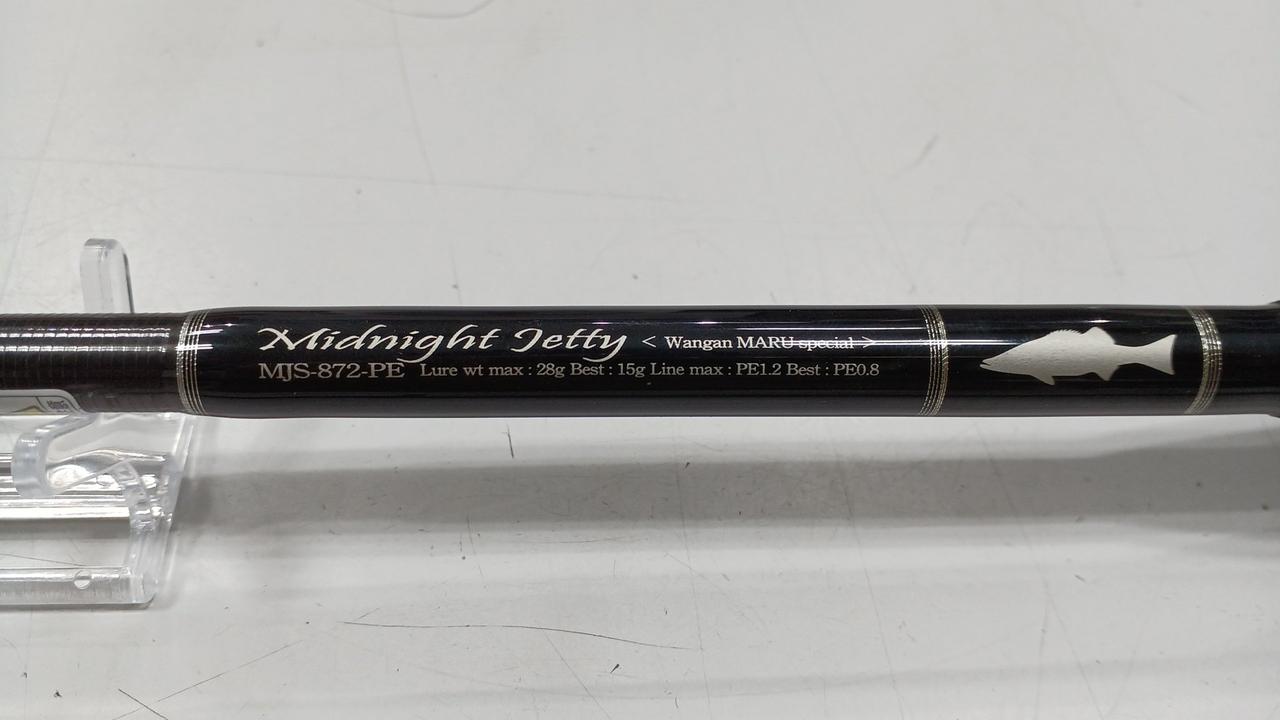 Midnight Jetty < Wangan MARU special >
MJS-872-PE Lure wt max : 28g Best : 15g Line max : PE1.2 Best : PE0.8